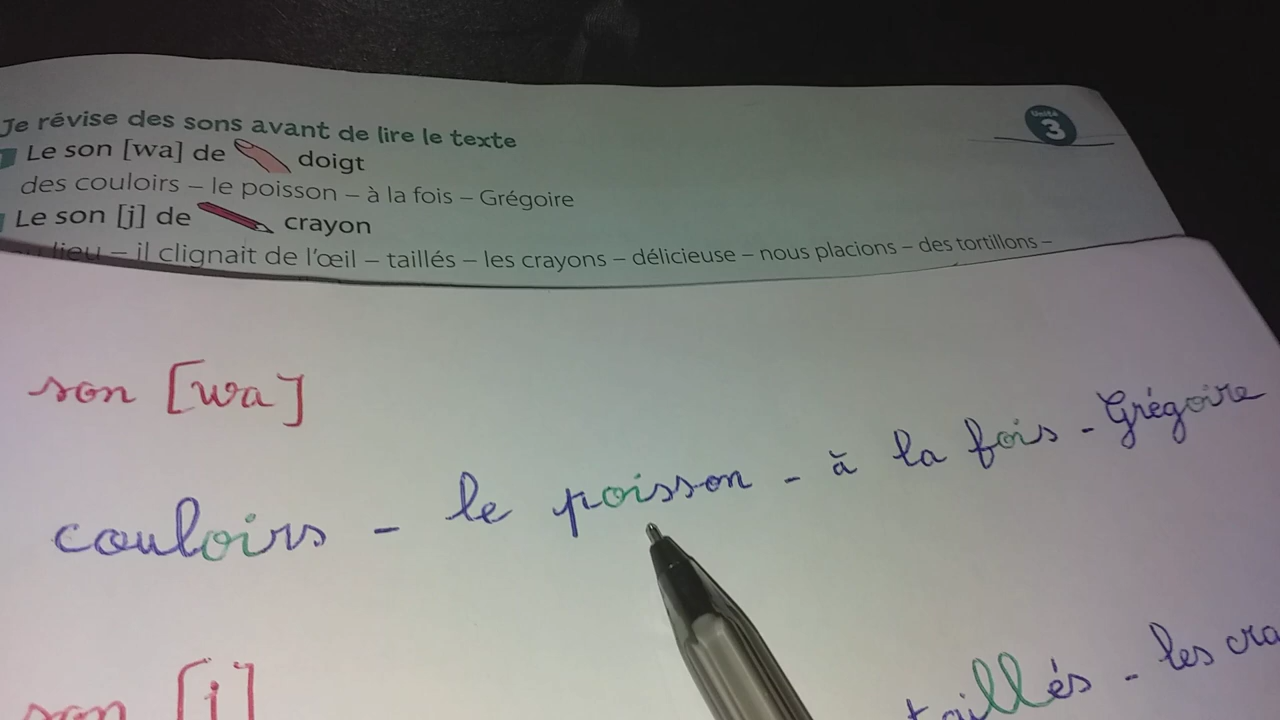 Je révise des sons avant de lire le texte
Unité 3
Le son [wa] de doigt
des couloirs – le poisson – à la fois – Grégoire
Le son [j] de crayon
lieu – il clignait de l'œil – taillés – les crayons – délicieuse – nous placions – des tortillons –
son [wa]
couloirs - le poisson - à la fois - Grégoire
son [j]
taillés - les cra